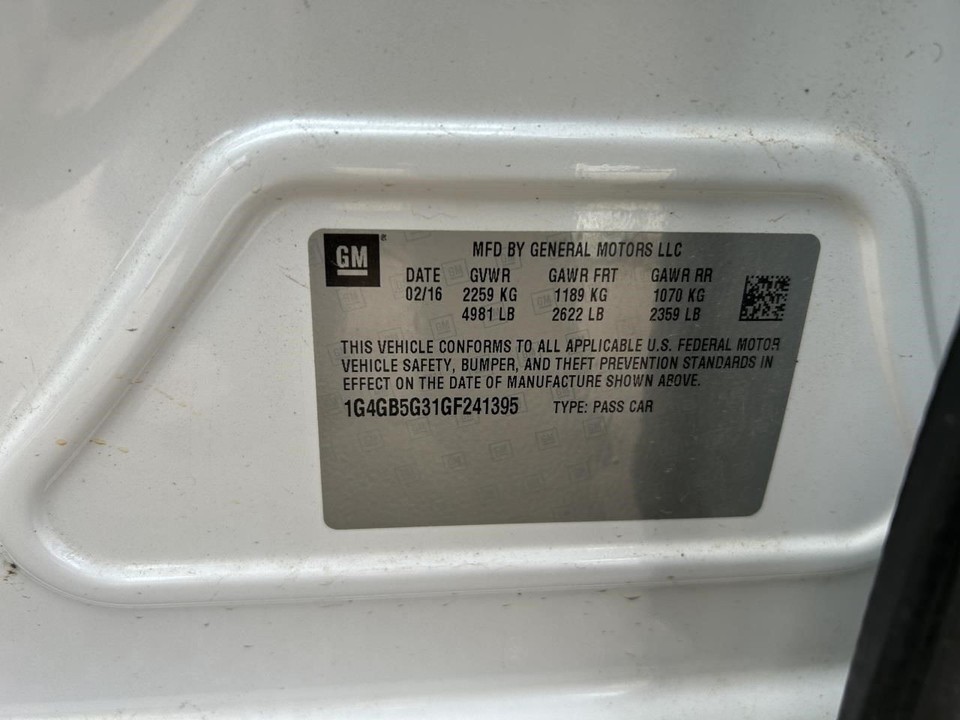 GM MFD BY GENERAL MOTORS LLC
DATE GVWR GAWR FRT GAWR RR
02/16 2259 KG 1189 KG 1070 KG
4981 LB 2622 LB 2359 LB
THIS VEHICLE CONFORMS TO ALL APPLICABLE U.S. FEDERAL MOTOR
VEHICLE SAFETY, BUMPER, AND THEFT PREVENTION STANDARDS IN
EFFECT ON THE DATE OF MANUFACTURE SHOWN ABOVE.
1G4GB5G31GF241395 TYPE: PASS CAR